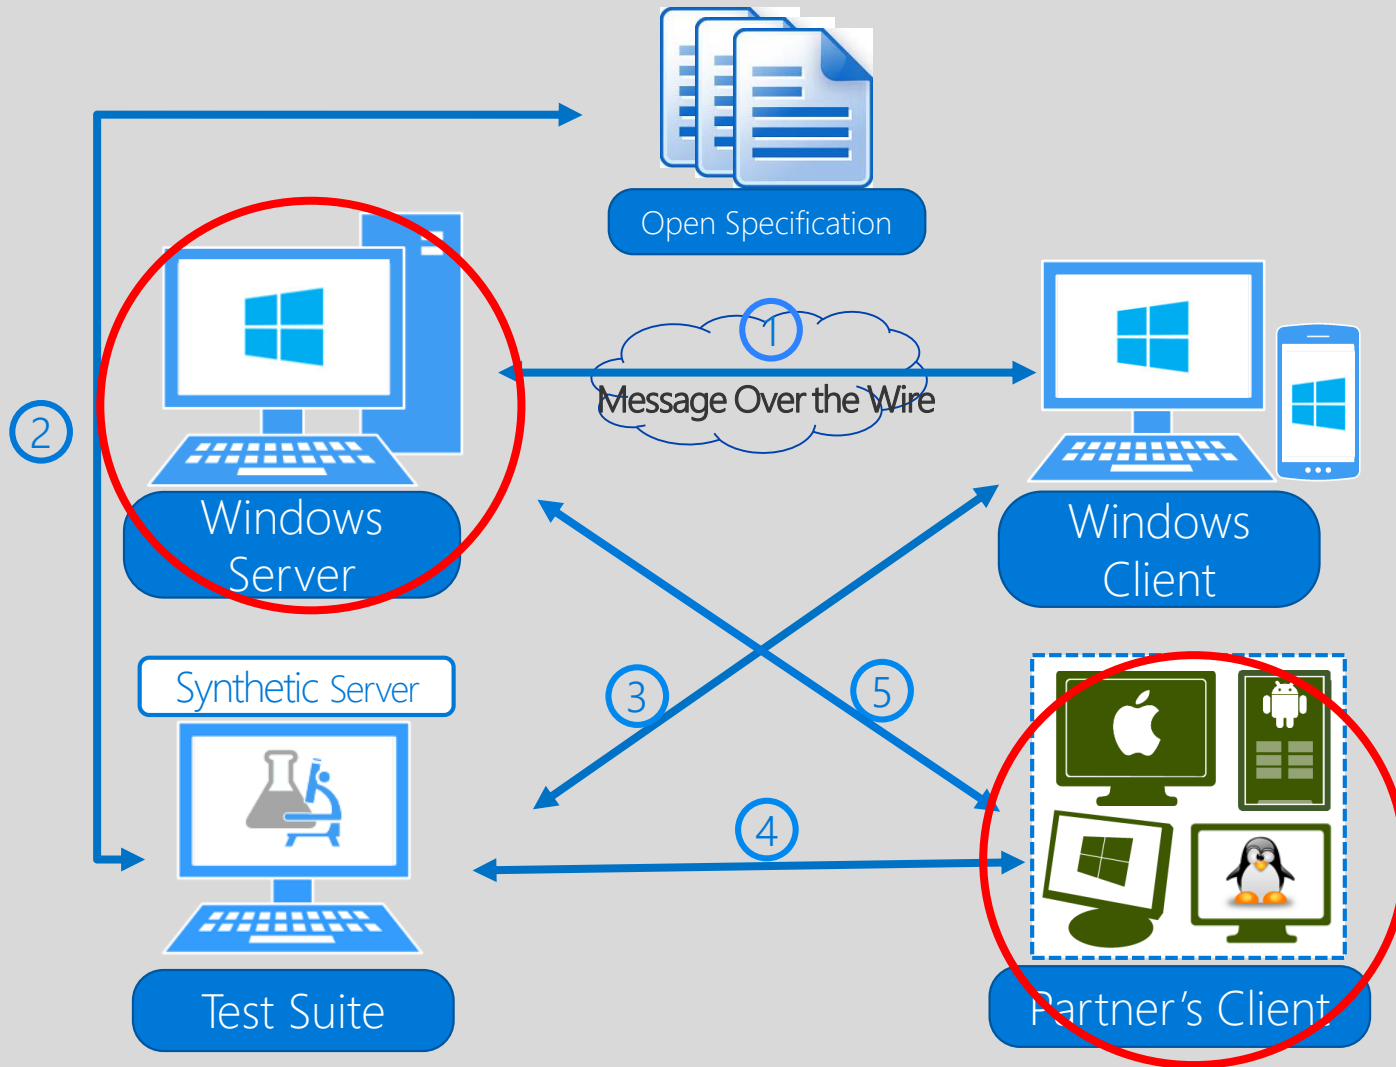 Open Specification
1
Message Over the Wire
2
Windows
Server
Windows
Client
Synthetic Server
3
5
4
Test Suite
Partner's Client